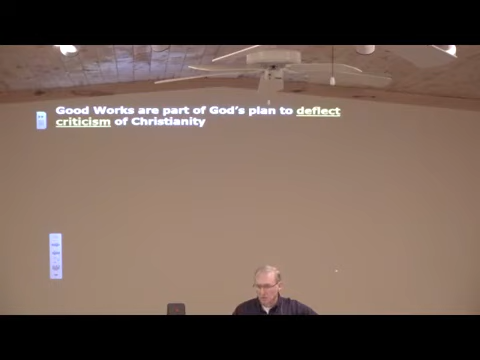 Good Works are part of God's plan to deflect
criticism of Christianity